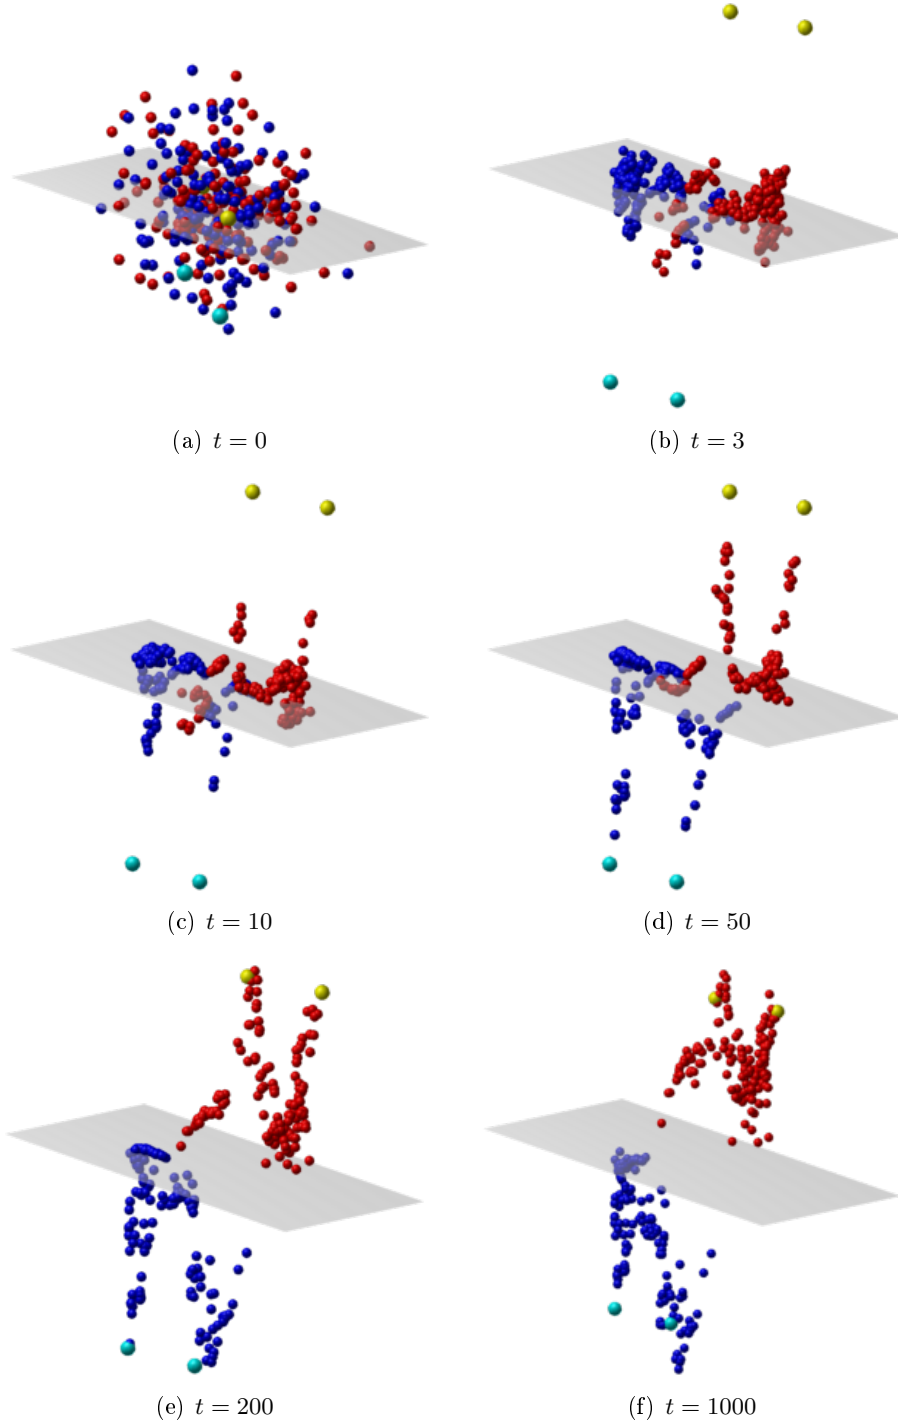 (a) t = 0
(b) t = 3
(c) t = 10
(d) t = 50
(e) t = 200
(f) t = 1000